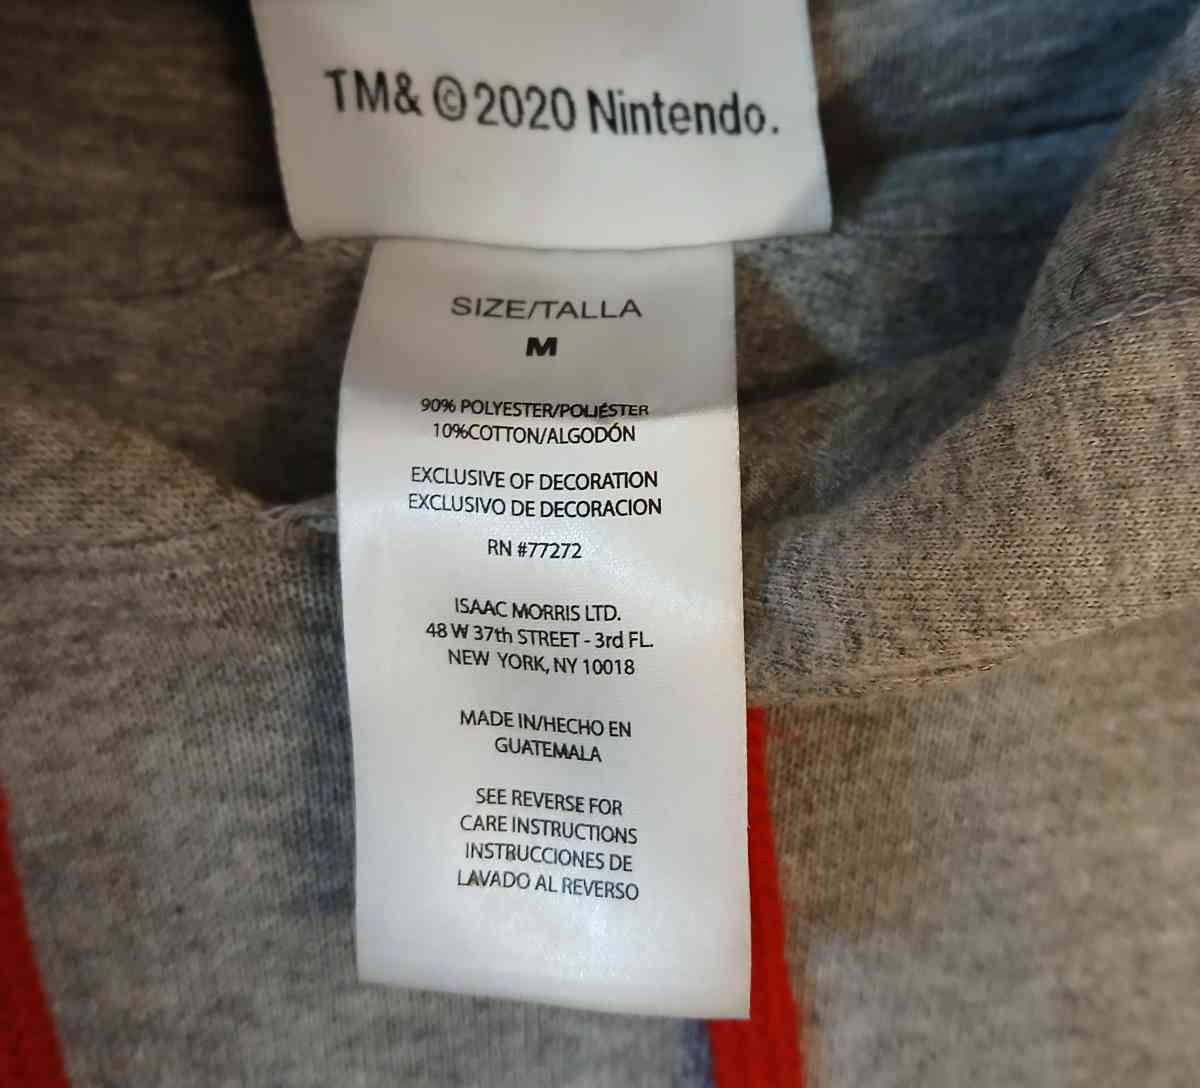 TM& ©2020 Nintendo.
SIZE/TALLA
M
90% POLYESTER/POLIÉSTER
10%COTTON/ALGODÓN
EXCLUSIVE OF DECORATION
EXCLUSIVO DE DECORACION
RN #77272
ISAAC MORRIS LTD.
48 W 37th STREET - 3rd FL.
NEW YORK, NY 10018
MADE IN/HECHO EN
GUATEMALA
SEE REVERSE FOR
CARE INSTRUCTIONS
INSTRUCCIONES DE
LAVADO AL REVERSO